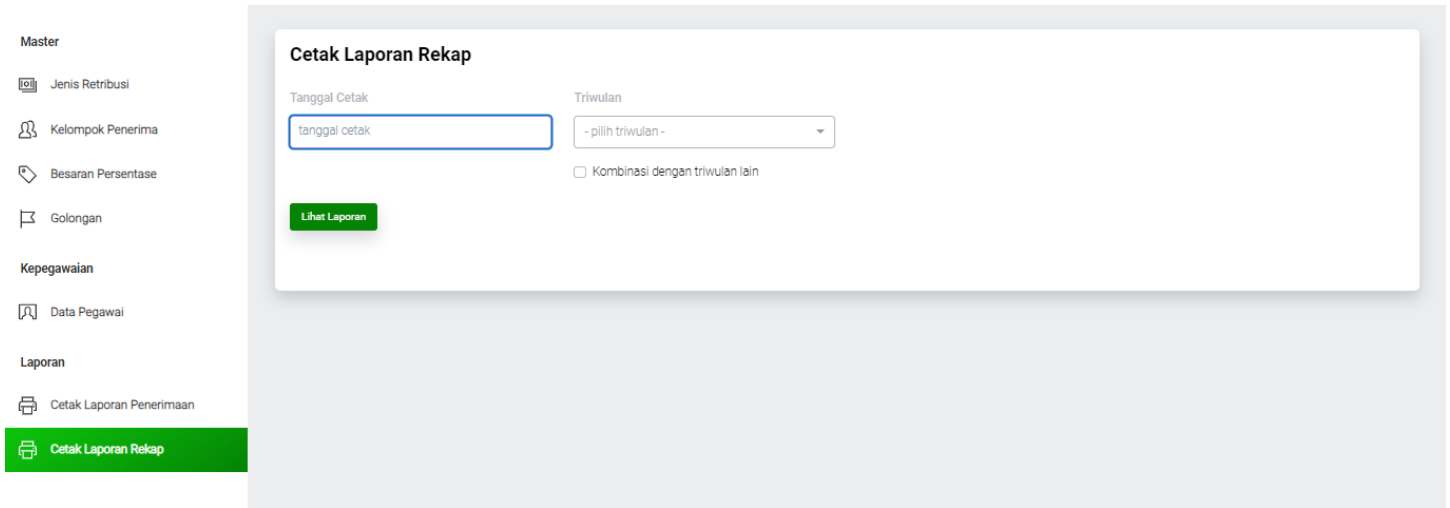 Master
Jenis Retribusi
Kelompok Penerima
Besaran Persentase
Golongan
Kepegawaian
Data Pegawai
Laporan
Cetak Laporan Penerimaan
Cetak Laporan Rekap
Cetak Laporan Rekap
Tanggal Cetak
tanggal cetak
Triwulan
- pilih triwulan -
Kombinasi dengan triwulan lain
Lihat Laporan